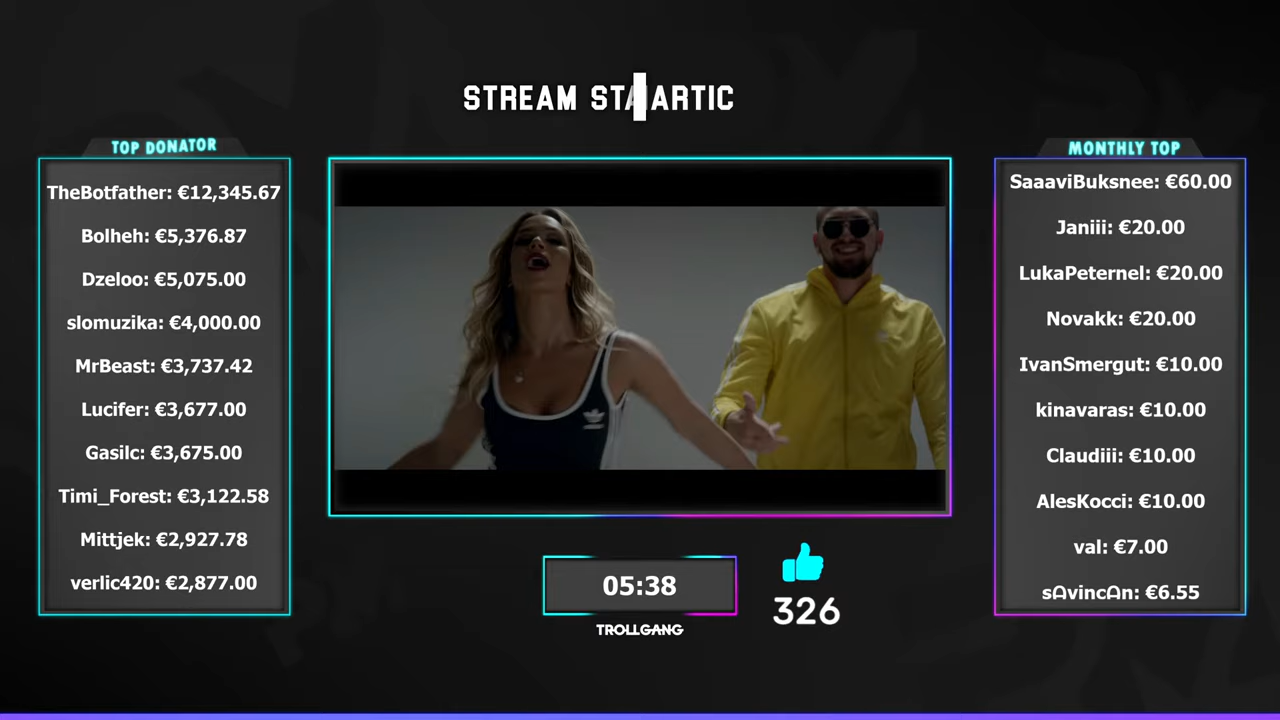 STREAM STA ARTIC
TOP DONATOR
TheBotfather: €12,345.67
Bolheh: €5,376.87
Dzeloo: €5,075.00
slomuzika: €4,000.00
MrBeast: €3,737.42
Lucifer: €3,677.00
Gasilc: €3,675.00
Timi_Forest: €3,122.58
Mittjek: €2,927.78
verlic420: €2,877.00
05:38
TROLLGANG
326
MONTHLY TOP
SaaaviBuksnee: €60.00
Janiii: €20.00
LukaPeternel: €20.00
Novakk: €20.00
IvanSmergut: €10.00
kinavaras: €10.00
Claudiii: €10.00
AlesKocci: €10.00
val: €7.00
sᗩvincᗩn: €6.55